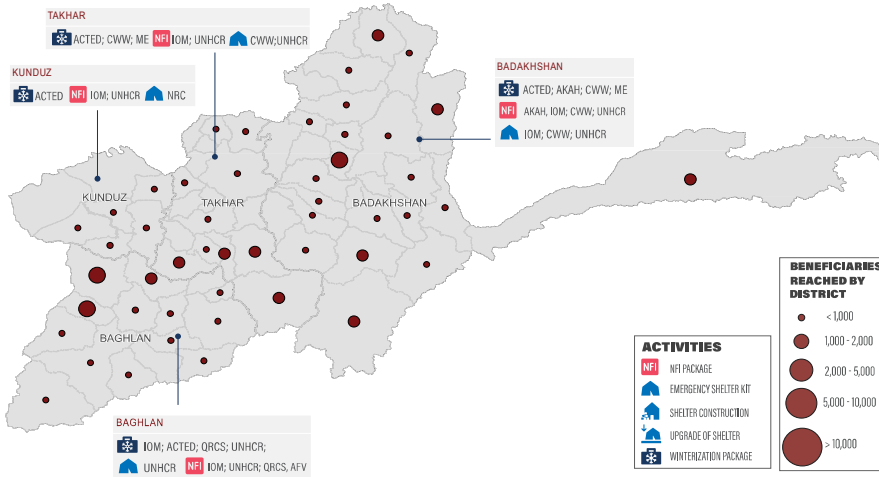 TAKHAR
ACTED; CWW; ME NFI IOM; UNHCR CWW;UNHCR
KUNDUZ
ACTED NFI IOM; UNHCR NRC
BADAKHSHAN
ACTED; AKAH; CWW; ME
NFI AKAH, IOM; CWW; UNHCR
IOM; CWW; UNHCR
KUNDUZ
TAKHAR
BADAKHSHAN
BAGHLAN
BAGHLAN
IOM; ACTED; QRCS; UNHCR;
UNHCR NFI IOM; UNHCR; QRCS, AFV
ACTIVITIES
NFI NFI PACKAGE
EMERGENCY SHELTER KIT
SHELTER CONSTRUCTION
UPGRADE OF SHELTER
WINTERIZATION PACKAGE
BENEFICIARIES
REACHED BY
DISTRICT
< 1,000
1,000 - 2,000
2,000 - 5,000
5,000 - 10,000
> 10,000